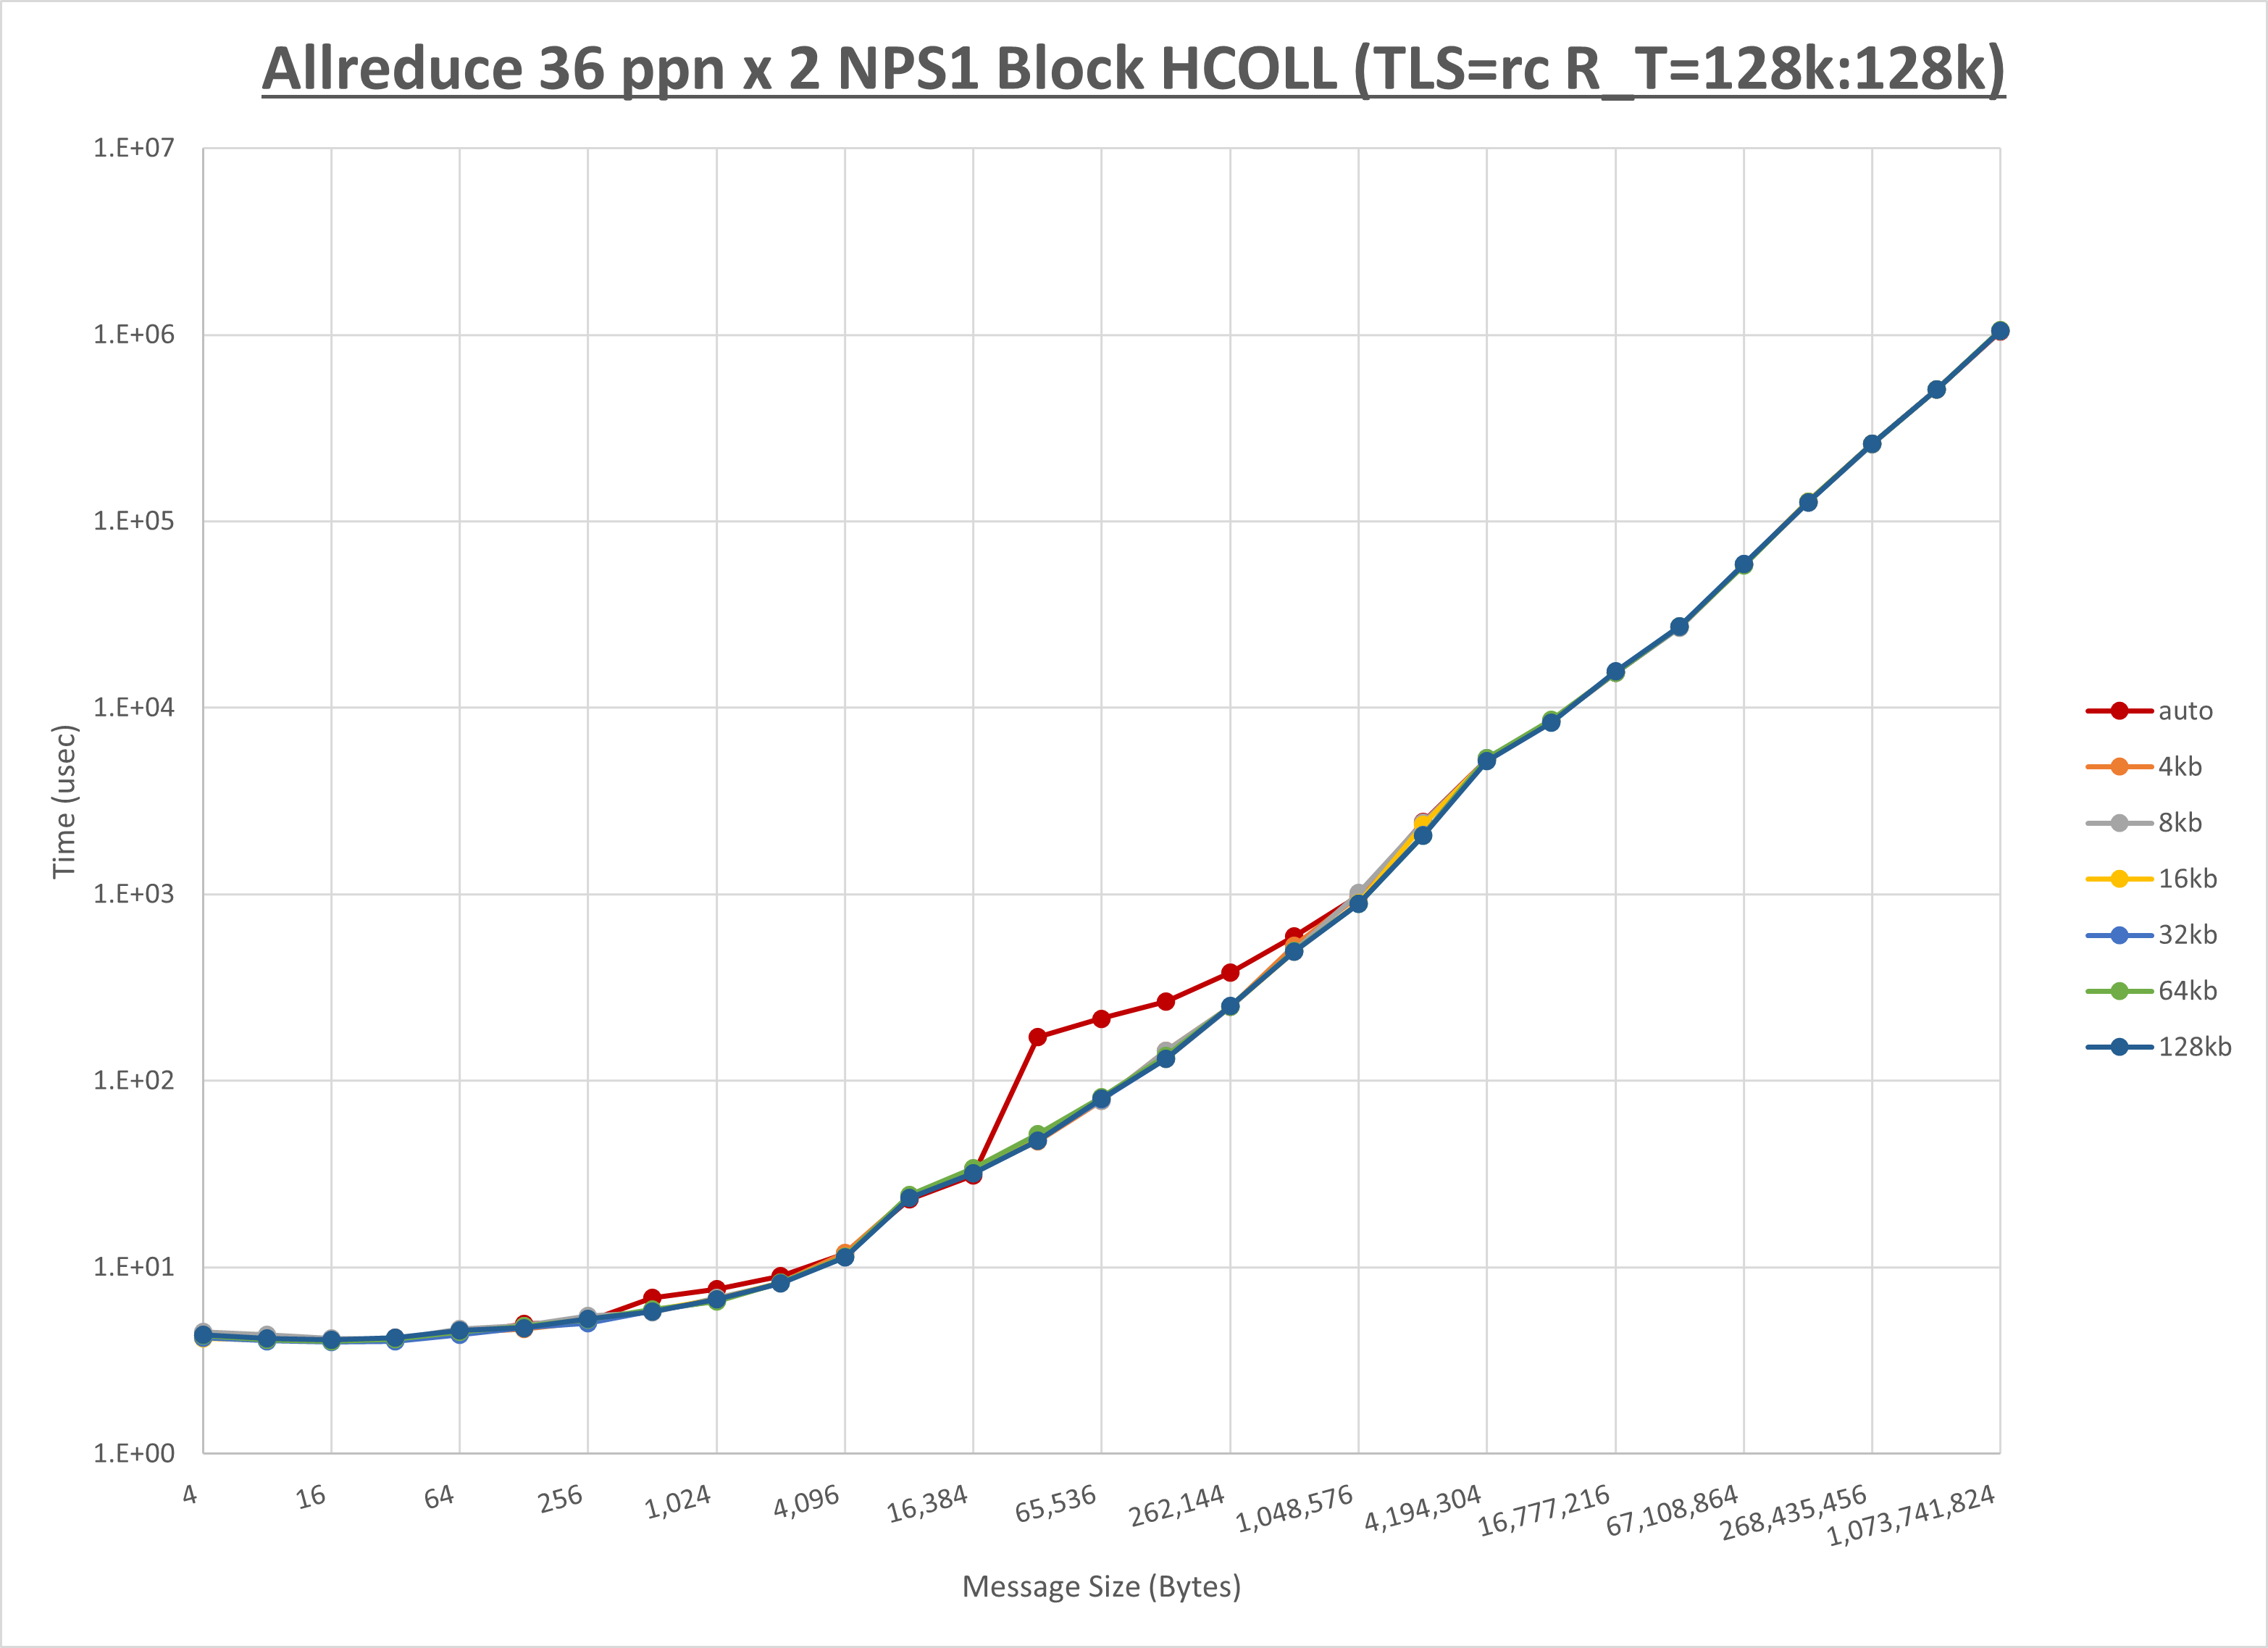 Allreduce 36 ppn x 2 NPS1 Block HCOLL (TLS=rc R_T=128k:128k)
1.E+07
1.E+06
1.E+05
1.E+04
1.E+03
1.E+02
1.E+01
1.E+00
Time (usec)
4
16
64
256
1,024
4,096
16,384
65,536
262,144
1,048,576
4,194,304
16,777,216
67,108,864
268,435,456
1,073,741,824
Message Size (Bytes)
auto
4kb
8kb
16kb
32kb
64kb
128kb